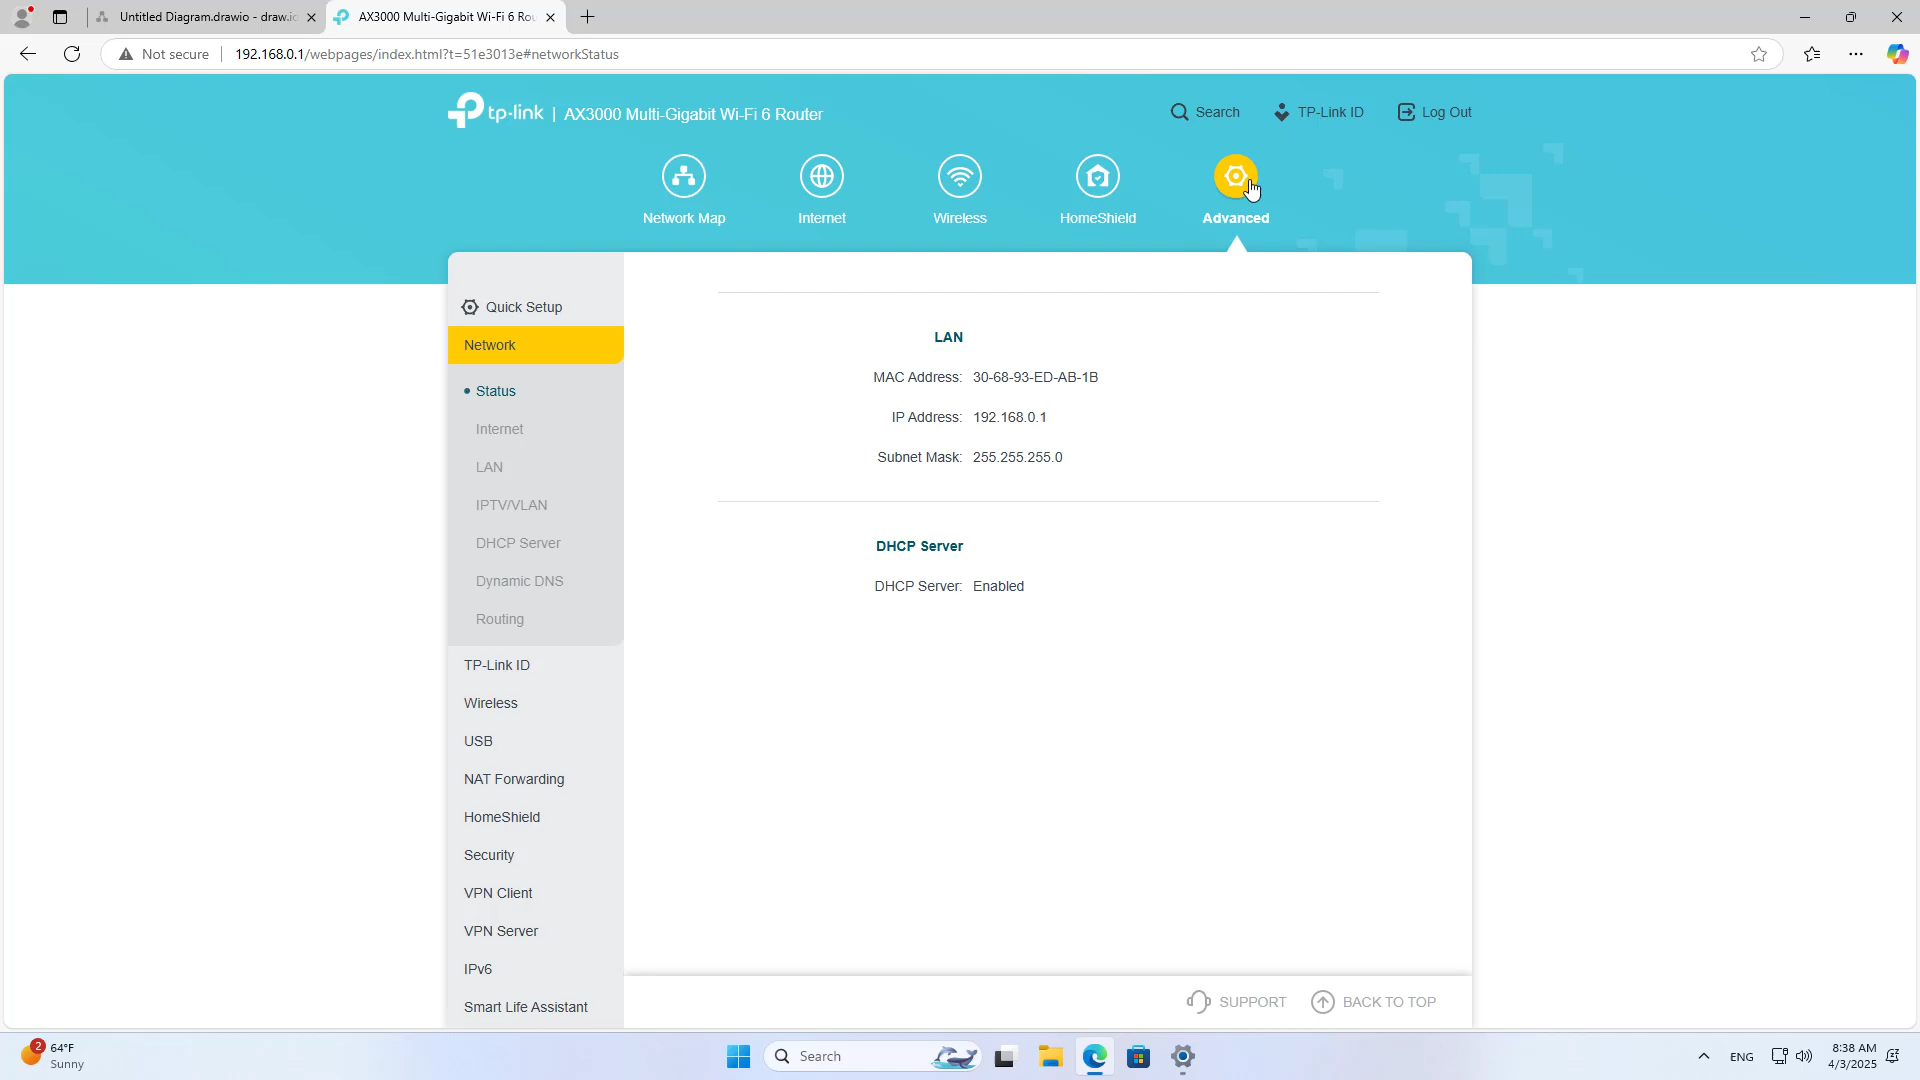 Untitled Diagram.drawio - draw.io
AX3000 Multi-Gigabit Wi-Fi 6 Rou
Not secure
192.168.0.1/webpages/index.html?t=51e3013e#networkStatus
tp-link | AX3000 Multi-Gigabit Wi-Fi 6 Router
Search
TP-Link ID
Log Out
Network Map
Internet
Wireless
HomeShield
Advanced
Quick Setup
Network
Status
Internet
LAN
IPTV/VLAN
DHCP Server
Dynamic DNS
Routing
TP-Link ID
Wireless
USB
NAT Forwarding
HomeShield
Security
VPN Client
VPN Server
IPv6
Smart Life Assistant
LAN
MAC Address: 30-68-93-ED-AB-1B
IP Address: 192.168.0.1
Subnet Mask: 255.255.255.0
DHCP Server
DHCP Server: Enabled
SUPPORT
BACK TO TOP
2
64°F
Sunny
Search
ENG
8:38 AM
4/3/2025